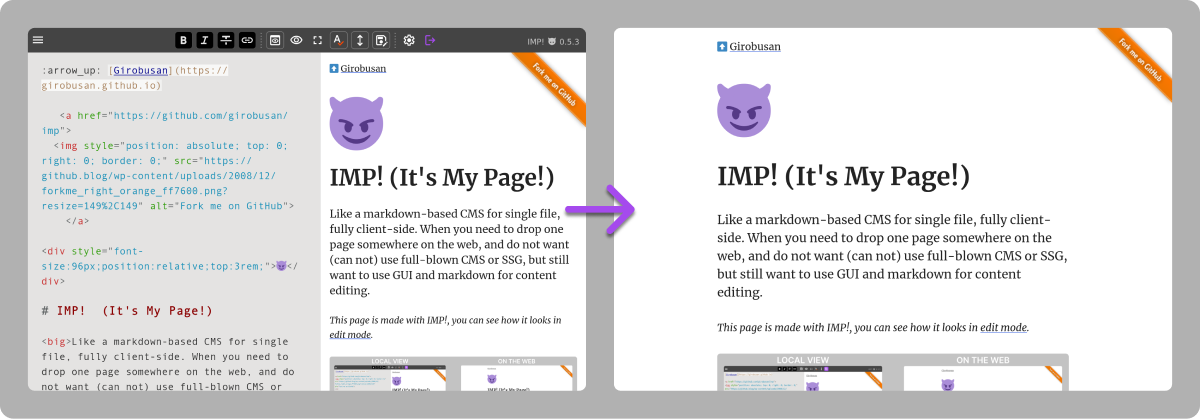 B I T IMP! 😈 0.5.3
:arrow_up: [Girobusan](https://
girobusan.github.io)
<a href="https://github.com/girobusan/
imp">
<img style="position: absolute; top: 0;
right: 0; border: 0;" src="https://
github.blog/wp-content/uploads/2008/12/
forkme_right_orange_ff7600.png?
resize=149%2C149" alt="Fork me on GitHub">
</a>
<div style="font-
size:96px;position:relative;top:3rem;">😈</
div>
# IMP!  (It's My Page!)
<big>Like a markdown-based CMS for single
file, fully client-side. When you need to
drop one page somewhere on the web, and do
not want (can not) use full-blown CMS or
Girobusan
Fork me on GitHub
IMP! (It's My Page!)
Like a markdown-based CMS for single file,
fully client-side. When you need to drop one
page somewhere on the web, and do not want
(can not) use full-blown CMS or SSG, but still
want to use GUI and markdown for content
editing.
This page is made with IMP!, you can see how it looks in
edit mode.
LOCAL VIEW
ON THE WEB
IMP! (It's My Page!)
IMP! (It's My Page!)
Girobusan
Fork me on GitHub
IMP! (It's My Page!)
Like a markdown-based CMS for single file, fully client-
side. When you need to drop one page somewhere on the
web, and do not want (can not) use full-blown CMS or SSG,
but still want to use GUI and markdown for content
editing.
This page is made with IMP!, you can see how it looks in edit mode.
LOCAL VIEW
ON THE WEB